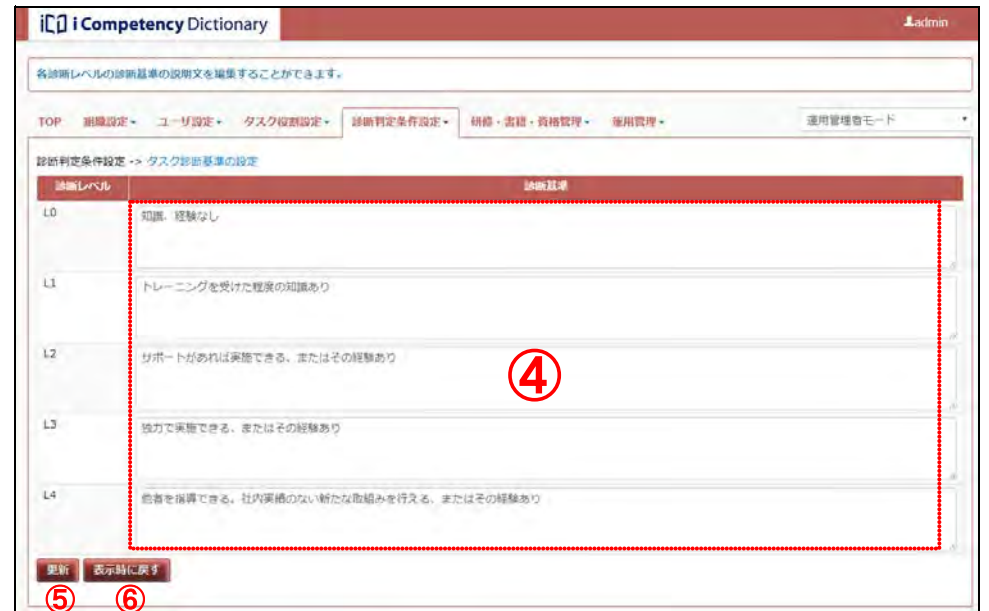 iCD i Competency Dictionary
admin
各診断レベルの診断基準の説明文を編集することができます。
TOP 組織設定 ユーザ設定 タスク役割設定 診断判定条件設定 研修・書籍・資格管理 運用管理 運用管理者モード
診断判定条件設定 -> タスク診断基準の設定
診断レベル 診断基準
L0 知識、経験なし
L1 トレーニングを受けた程度の知識あり
L2 サポートがあれば実施できる、またはその経験あり
④
L3 独力で実施できる、またはその経験あり
L4 他者を指導できる、社内実績のない新たな取組みを行える、またはその経験あり
更新 表示時に戻す
⑤ ⑥